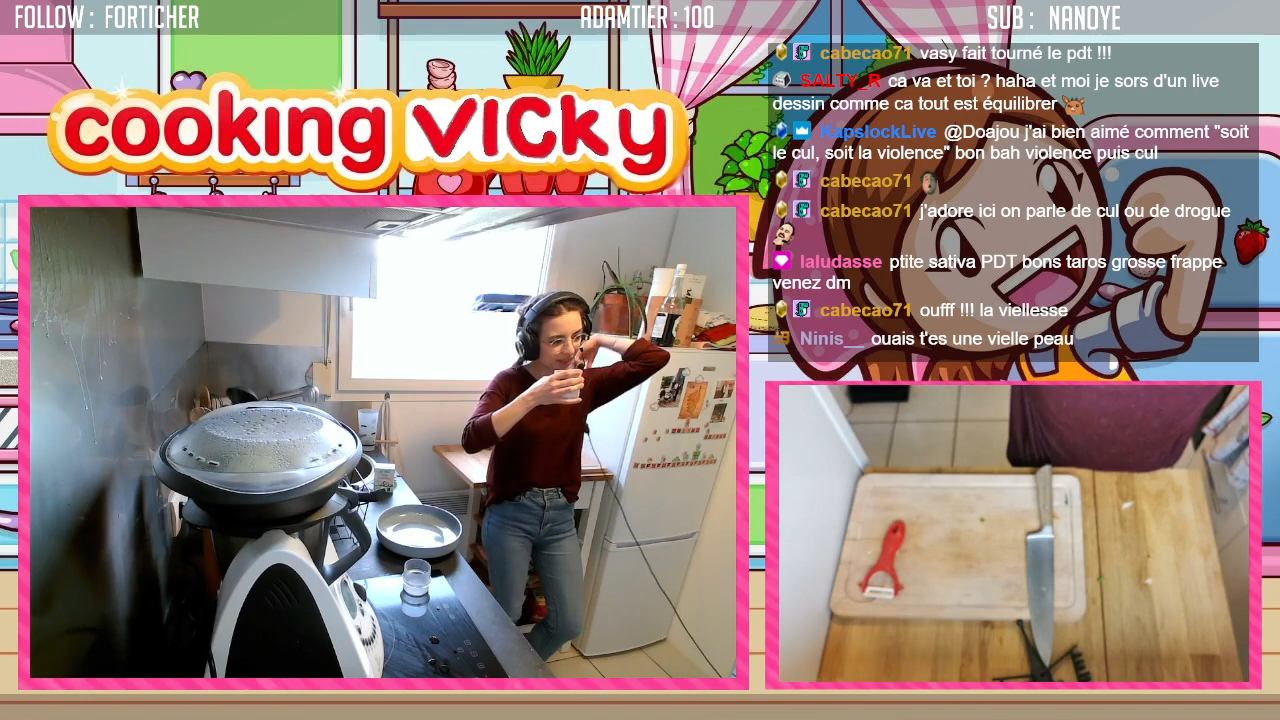 FOLLOW : FORTICHER
ADAMTIER : 100
SUB : NANOYE
cooking VICKY
cabecao71 vasy fait tourné le pdt !!!
SALTY_R ca va et toi ? haha et moi je sors d'un live
dessin comme ca tout est équilibrer
KapslockLive @Doajou j'ai bien aimé comment "soit
le cul, soit la violence" bon bah violence puis cul
cabecao71
cabecao71 j'adore ici on parle de cul ou de drogue
laludasse ptite sativa PDT bons taros grosse frappe
venez dm
cabecao71 oufff !!! la viellesse
Ninis__ ouais t'es une vielle peau